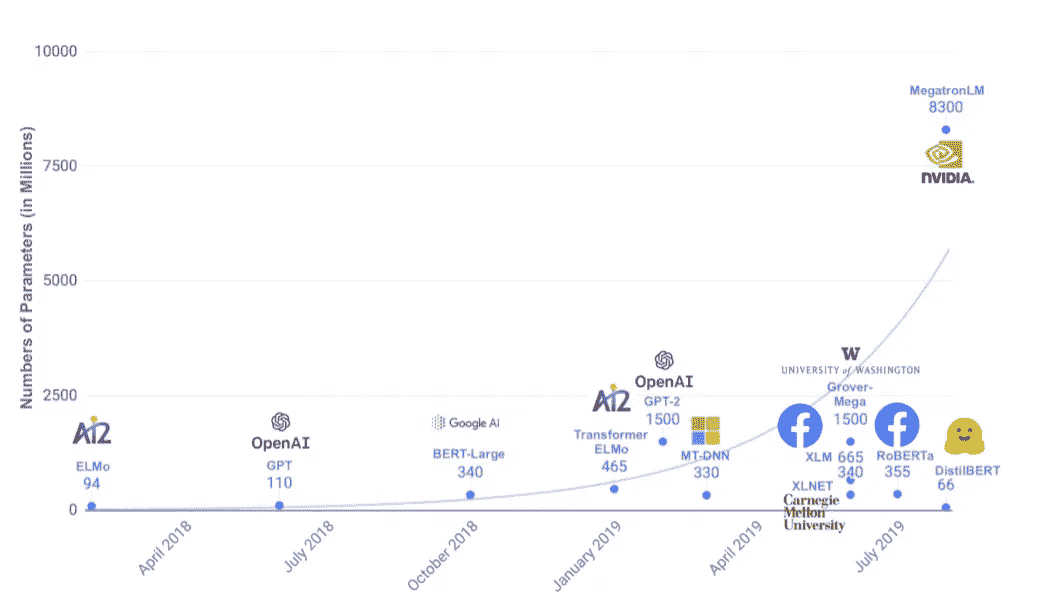 10000
7500
5000
2500
0
Numbers of Parameters (in Millions)
MegatronLM
8300
NVIDIA.
AI2
ELMo
94
OpenAI
GPT
110
Google AI
BERT-Large
340
AI2
Transformer
ELMo
465
OpenAI
GPT-2
1500
MT-DNN
330
W
UNIVERSITY of WASHINGTON
Grover-
Mega
1500
XLM 665
340
XLNET
Carnegie
Mellon
University
RoBERTa
355
DistilBERT
66
April 2018
July 2018
October 2018
January 2019
April 2019
July 2019